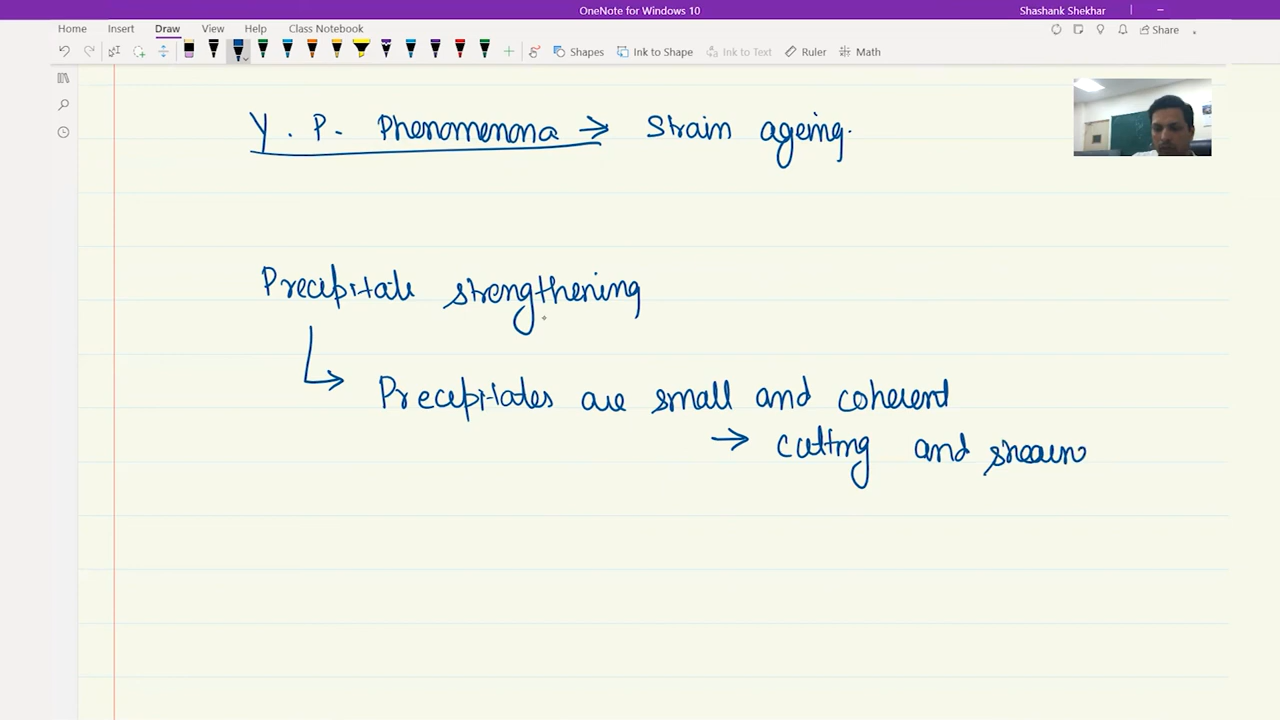 OneNote for Windows 10
Shashank Shekhar
Home Insert Draw View Help Class Notebook
Share
Shapes Ink to Shape Ink to Text Ruler Math
Y. P. Phenomenona → Strain ageing.
Precipitate strengthening
Precipitates are small and coherent
→ cutting and